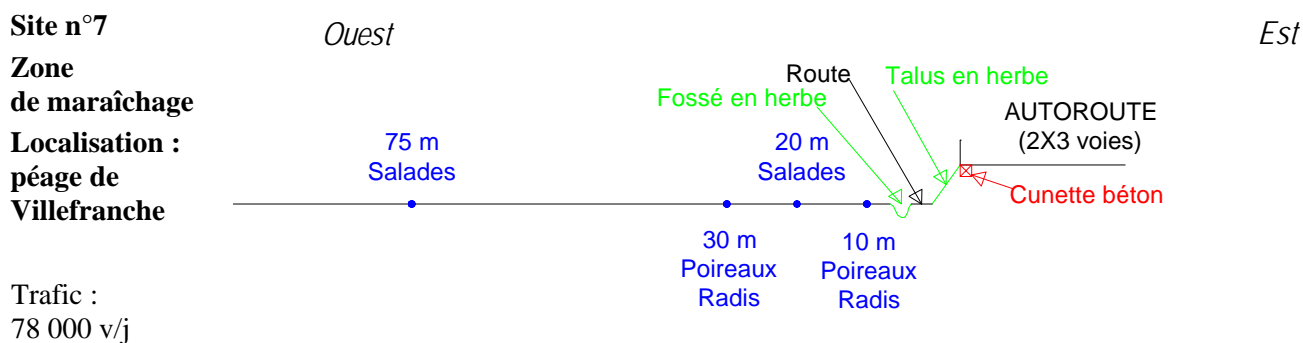 Site n°7
Ouest
Est
Zone
de maraîchage
Localisation :
péage de
Villefranche
Route
Talus en herbe
Fossé en herbe
AUTOROUTE
(2X3 voies)
75 m
Salades
20 m
Salades
Cunette béton
30 m
Poireaux
Radis
10 m
Poireaux
Radis
Trafic :
78 000 v/j